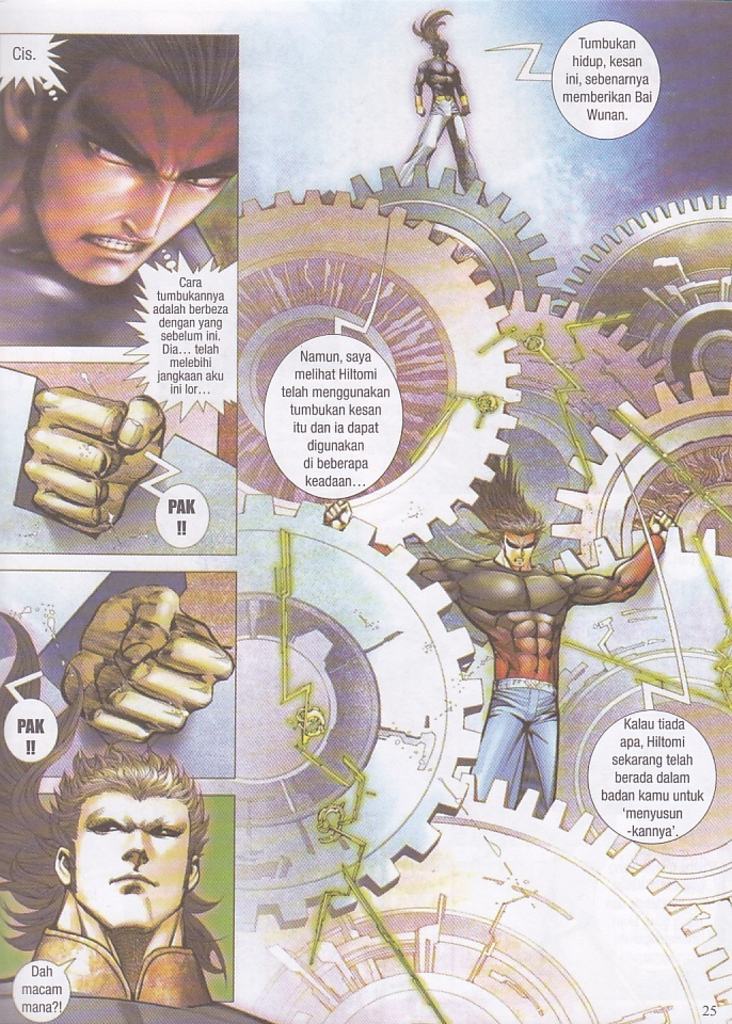 Cis.
Cara
tumbukannya
adalah berbeza
dengan yang
sebelum ini.
Dia... telah
melebihi
jangkaan aku
ini lor...
PAK
!!
PAK
!!
Dah
macam
mana?!
Tumbukan
hidup, kesan
ini, sebenarnya
memberikan Bai
Wunan.
Namun, saya
melihat Hiltomi
telah menggunakan
tumbukan kesan
itu dan ia dapat
digunakan
di beberapa
keadaan...
Kalau tiada
apa, Hiltomi
sekarang telah
berada dalam
badan kamu untuk
'menyusun
-kannya'.
25